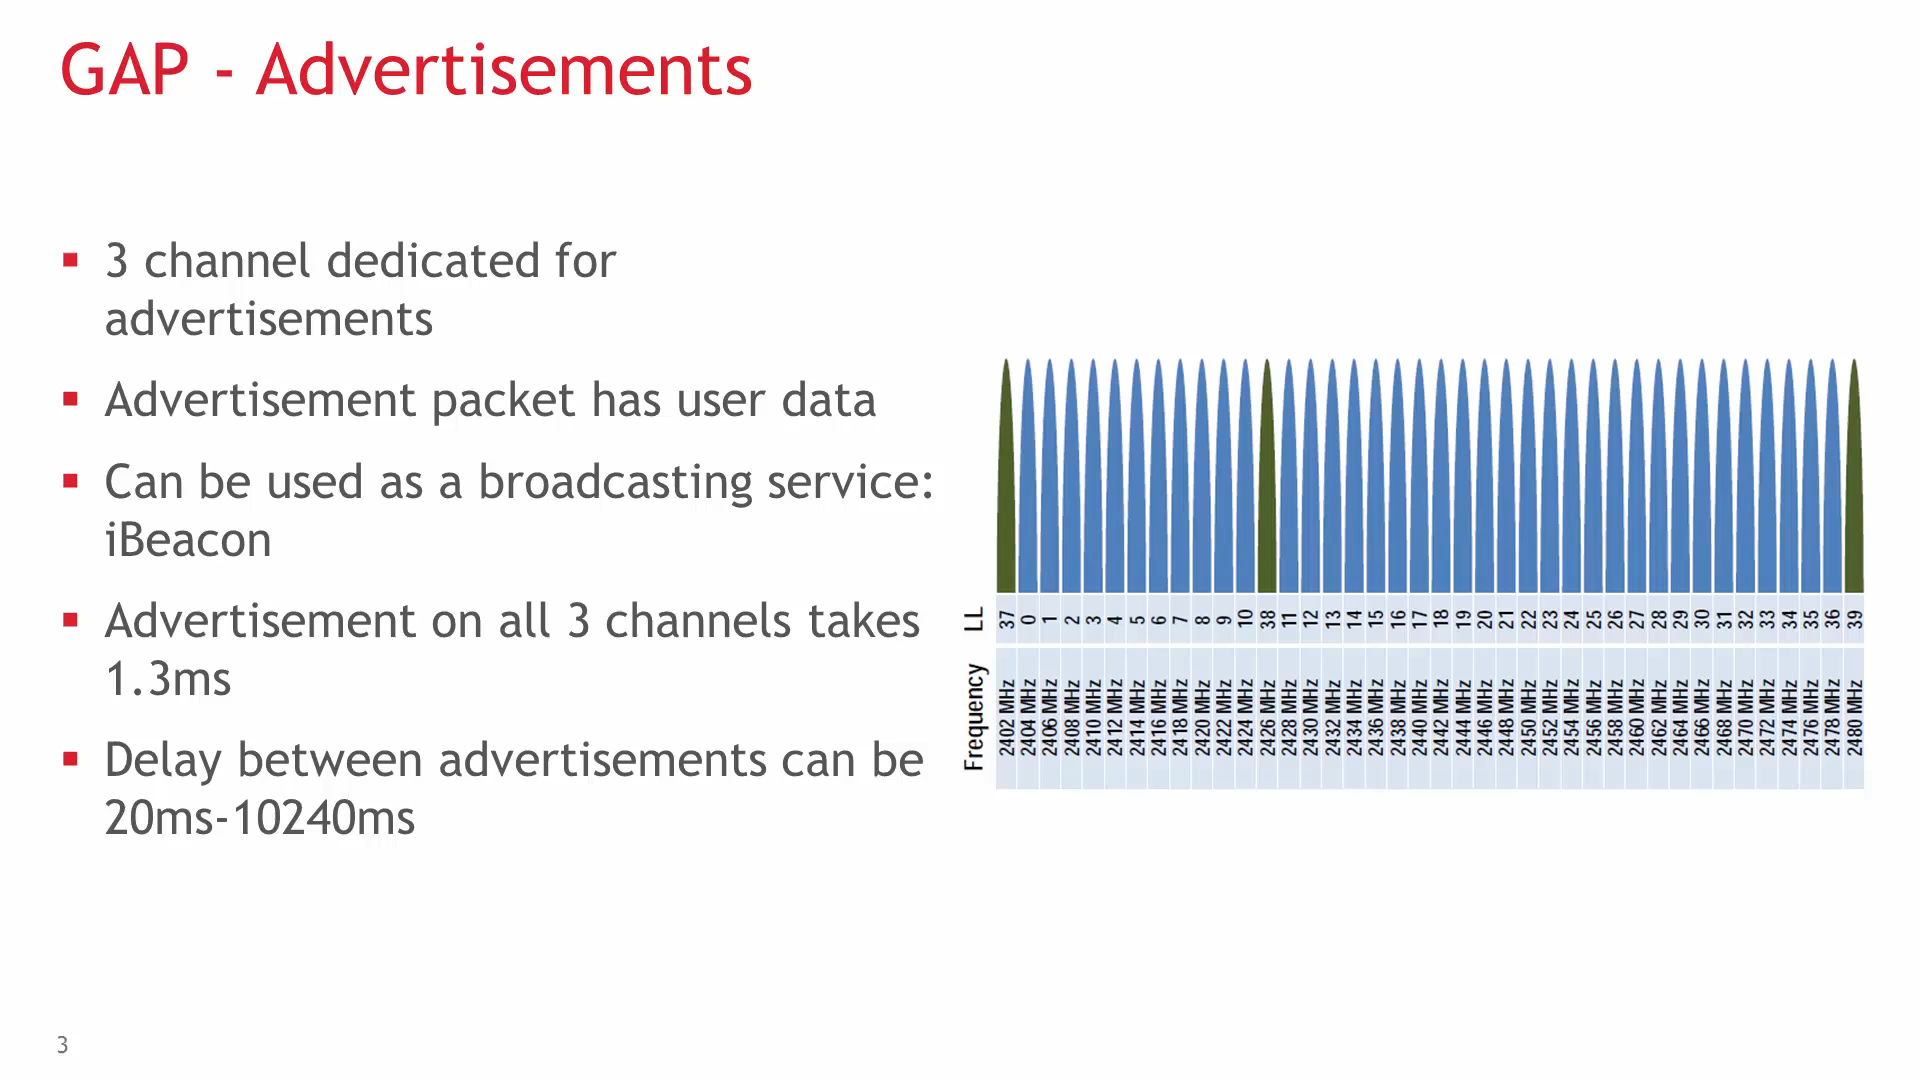 GAP - Advertisements
▪ 3 channel dedicated for
advertisements
▪ Advertisement packet has user data
▪ Can be used as a broadcasting service:
iBeacon
▪ Advertisement on all 3 channels takes
1.3ms
▪ Delay between advertisements can be
20ms-10240ms
LL 37 0 1 2 3 4 5 6 7 8 9 10 38 11 12 13 14 15 16 17 18 19 20 21 22 23 24 25 26 27 28 29 30 31 32 33 34 35 36 39
Frequency 2402 MHz 2404 MHz 2406 MHz 2408 MHz 2410 MHz 2412 MHz 2414 MHz 2416 MHz 2418 MHz 2420 MHz 2422 MHz 2424 MHz 2426 MHz 2428 MHz 2430 MHz 2432 MHz 2434 MHz 2436 MHz 2438 MHz 2440 MHz 2442 MHz 2444 MHz 2446 MHz 2448 MHz 2450 MHz 2452 MHz 2454 MHz 2456 MHz 2458 MHz 2460 MHz 2462 MHz 2464 MHz 2466 MHz 2468 MHz 2470 MHz 2472 MHz 2474 MHz 2476 MHz 2478 MHz 2480 MHz
3